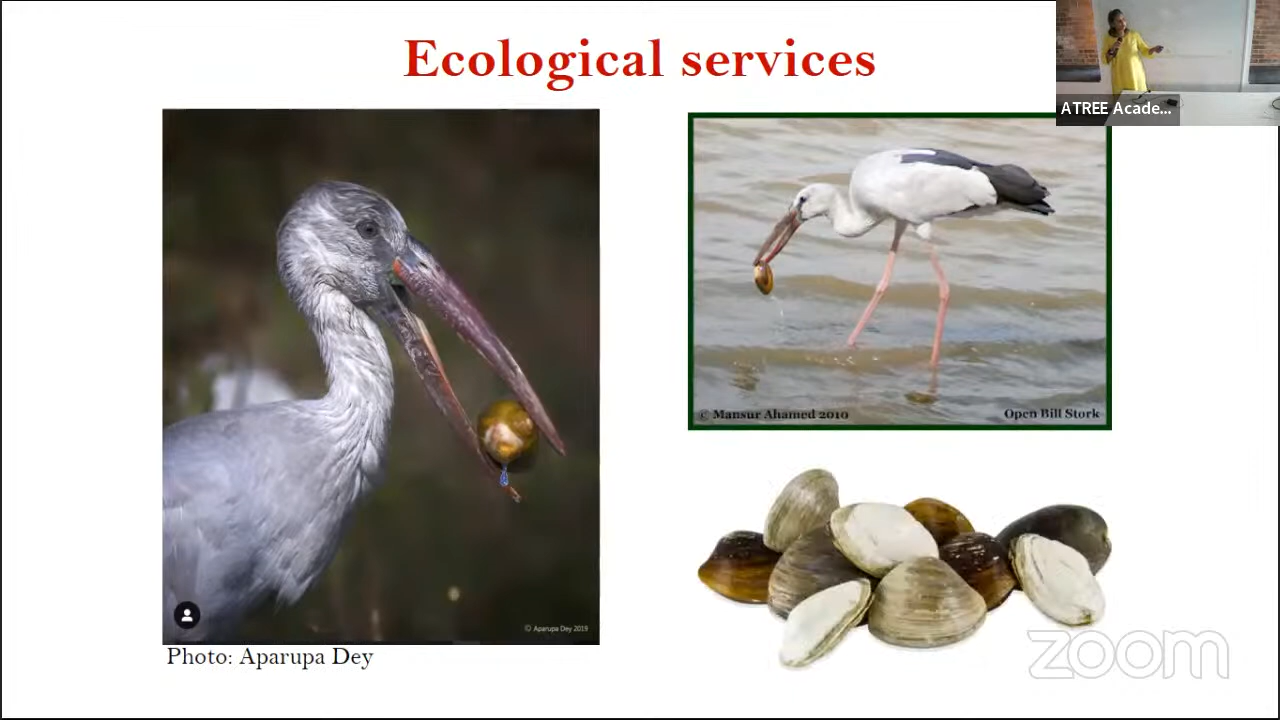 Ecological services
ATREE Acade...
© Mansur Ahamed 2010
Open Bill Stork
© Aparupa Dey 2019
Photo: Aparupa Dey
zoom